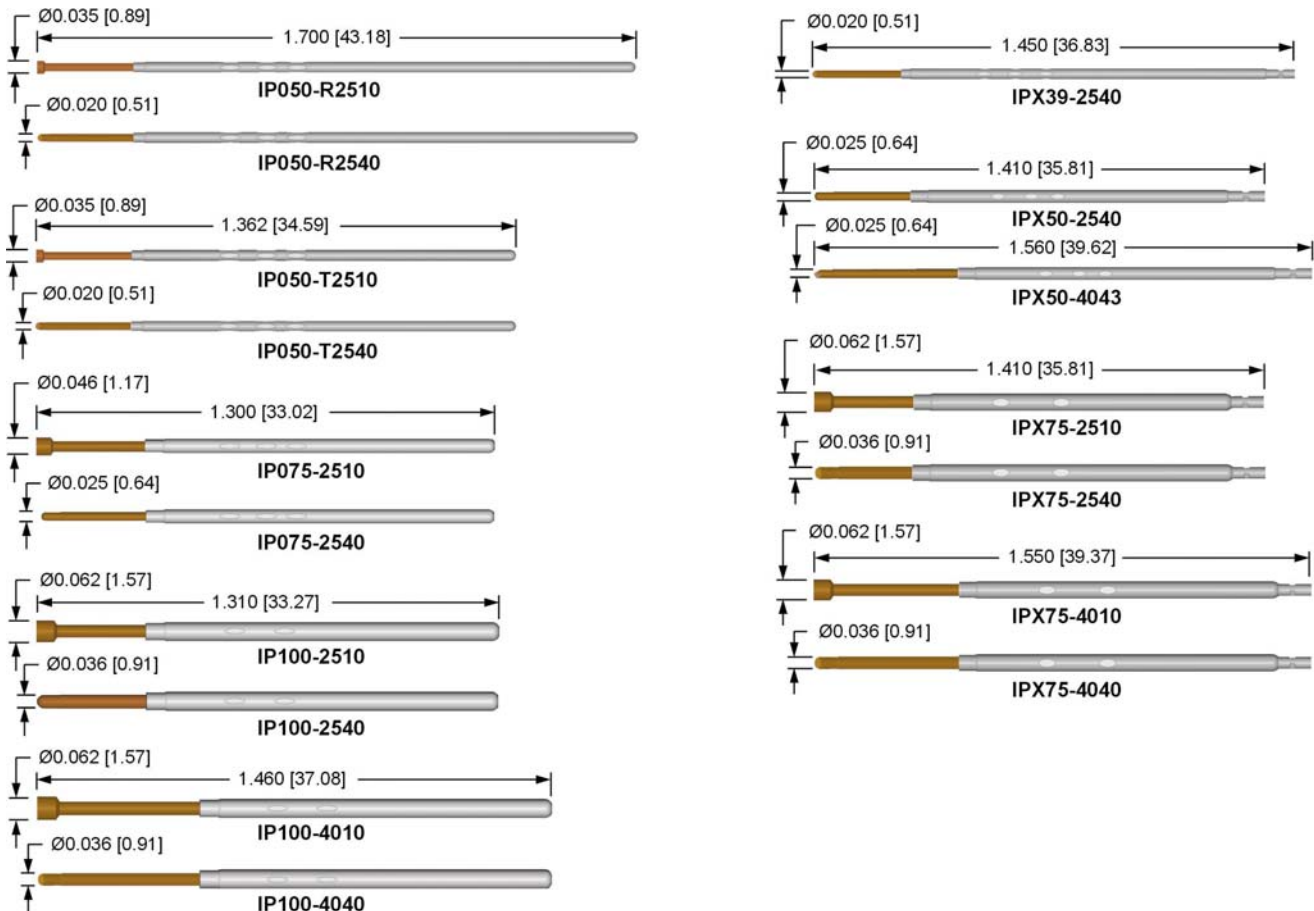 Ø0.035 [0.89]
1.700 [43.18]
IP050-R2510
Ø0.020 [0.51]
IP050-R2540
Ø0.035 [0.89]
1.362 [34.59]
IP050-T2510
Ø0.020 [0.51]
IP050-T2540
Ø0.046 [1.17]
1.300 [33.02]
IP075-2510
Ø0.025 [0.64]
IP075-2540
Ø0.062 [1.57]
1.310 [33.27]
IP100-2510
Ø0.036 [0.91]
IP100-2540
Ø0.062 [1.57]
1.460 [37.08]
IP100-4010
Ø0.036 [0.91]
IP100-4040
Ø0.020 [0.51]
1.450 [36.83]
IPX39-2540
Ø0.025 [0.64]
1.410 [35.81]
IPX50-2540
Ø0.025 [0.64]
1.560 [39.62]
IPX50-4043
Ø0.062 [1.57]
1.410 [35.81]
IPX75-2510
Ø0.036 [0.91]
IPX75-2540
Ø0.062 [1.57]
1.550 [39.37]
IPX75-4010
Ø0.036 [0.91]
IPX75-4040